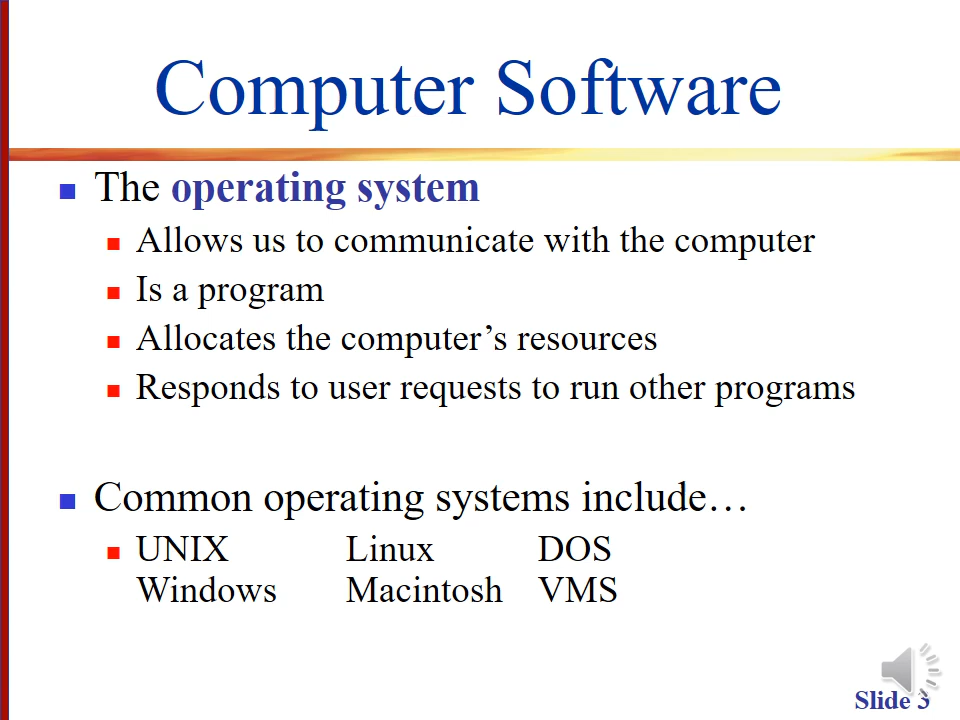 Computer Software
The operating system
Allows us to communicate with the computer
Is a program
Allocates the computer’s resources
Responds to user requests to run other programs
Common operating systems include…
UNIX Linux DOS
Windows Macintosh VMS
Slide